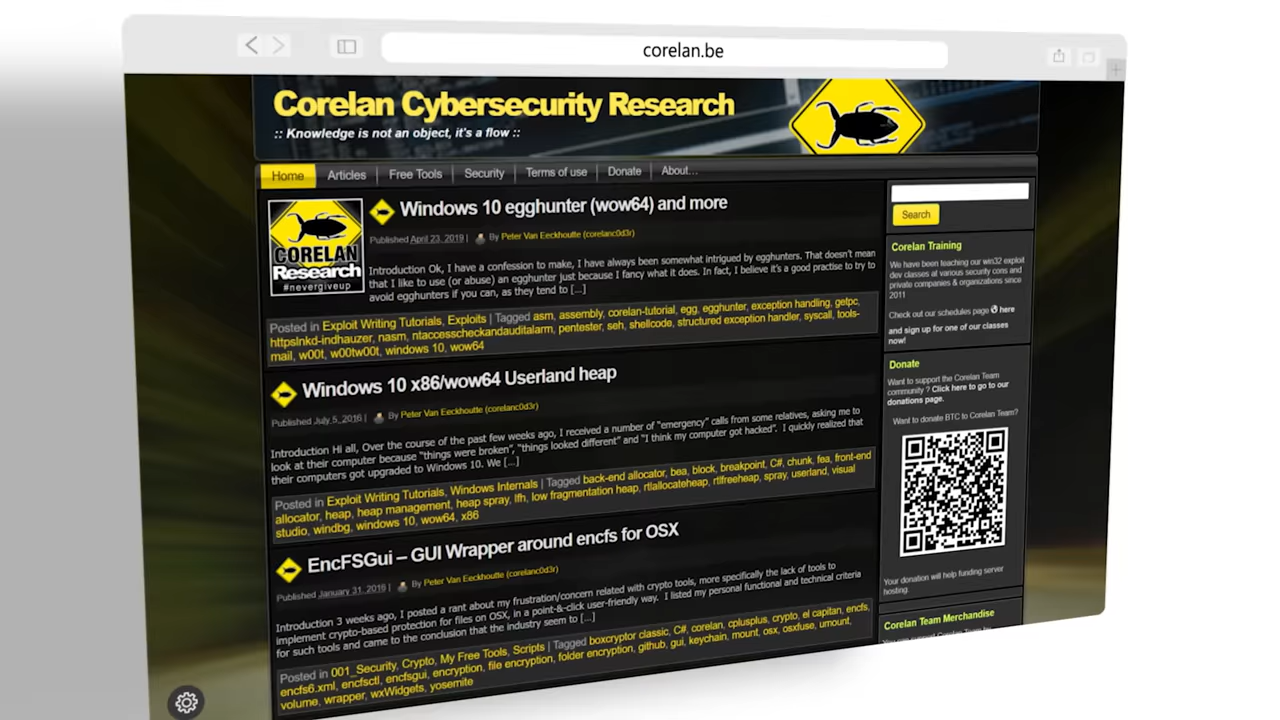 corelan.be
Corelan Cybersecurity Research
:: Knowledge is not an object, it's a flow ::
Home
Articles
Free Tools
Security
Terms of use
Donate
About...
CORELAN
Research
#nevergiveup
Windows 10 egghunter (wow64) and more
Published April 23, 2019 | By Peter Van Eeckhoutte (corelanc0d3r)
Introduction Ok, I have a confession to make, I have always been somewhat intrigued by egghunters. That doesn't mean
that I like to use (or abuse) an egghunter just because I fancy what it does. In fact, I believe it's a good practise to try to
avoid egghunters if you can, as they tend to [...]
Posted in Exploit Writing Tutorials, Exploits | Tagged asm, assembly, corelan-tutorial, egg, egghunter, exception handling, getpc,
httpslnkd-indhauzer, nasm, ntaccesscheckandauditalarm, pentester, seh, shellcode, structured exception handler, syscall, tools-
mail, w00t, w00tw00t, windows 10, wow64
Windows 10 x86/wow64 Userland heap
Published July 5, 2016 | By Peter Van Eeckhoutte (corelanc0d3r)
Introduction Hi all, Over the course of the past few weeks ago, I received a number of "emergency" calls from some relatives, asking me to
look at their computer because "things were broken", "things looked different" and "I think my computer got hacked". I quickly realized that
their computers got upgraded to Windows 10. We [...]
Posted in Exploit Writing Tutorials, Windows Internals | Tagged back-end allocator, bea, block, breakpoint, C#, chunk, fea, front-end
allocator, heap, heap management, heap spray, lfh, low fragmentation heap, rtlallocateheap, rtlfreeheap, spray, userland, visual
studio, windbg, windows 10, wow64, x86
EncFSGui – GUI Wrapper around encfs for OSX
Published January 31, 2016 | By Peter Van Eeckhoutte (corelanc0d3r)
Introduction 3 weeks ago, I posted a rant about my frustration/concern related with crypto tools, more specifically the lack of tools to
implement crypto-based protection for files on OSX, in a point-&-click user-friendly way. I listed my personal functional and technical criteria
for such tools and came to the conclusion that the industry seem to [...]
Posted in 001_Security, Crypto, My Free Tools, Scripts | Tagged boxcryptor classic, C#, corelan, cplusplus, crypto, el capitan, encfs,
encfs6.xml, encfsctl, encfsgui, encryption, file encryption, folder encryption, github, gui, keychain, mount, osx, osxfuse, umount,
volume, wrapper, wxWidgets, yosemite
Search
Corelan Training
We have been teaching our win32 exploit
dev classes at various security cons and
private companies & organizations since
2011
Check out our schedules page here
and sign up for one of our classes
now!
Donate
Want to support the Corelan Team
community ? Click here to go to our
donations page.
Want to donate BTC to Corelan Team?
Your donation will help funding server
hosting.
Corelan Team Merchandise